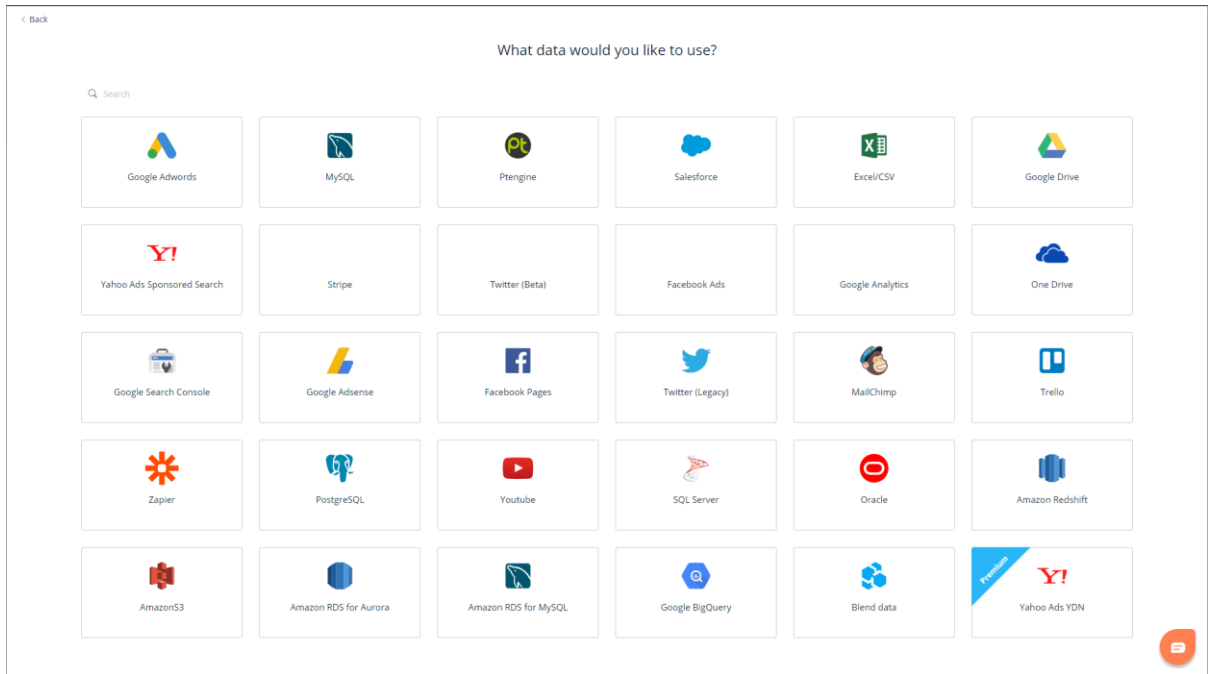 Back
What data would you like to use?
Search
Google Adwords
MySQL
Pt
Ptengine
Salesforce
X
Excel/CSV
Google Drive
Y!
Yahoo Ads Sponsored Search
Stripe
Twitter (Beta)
Facebook Ads
Google Analytics
One Drive
Google Search Console
Google Adsense
f
Facebook Pages
Twitter (Legacy)
MailChimp
Trello
Zapier
PostgreSQL
Youtube
SQL Server
Oracle
Amazon Redshift
AmazonS3
Amazon RDS for Aurora
Amazon RDS for MySQL
Google BigQuery
Blend data
Premium
Y!
Yahoo Ads YDN